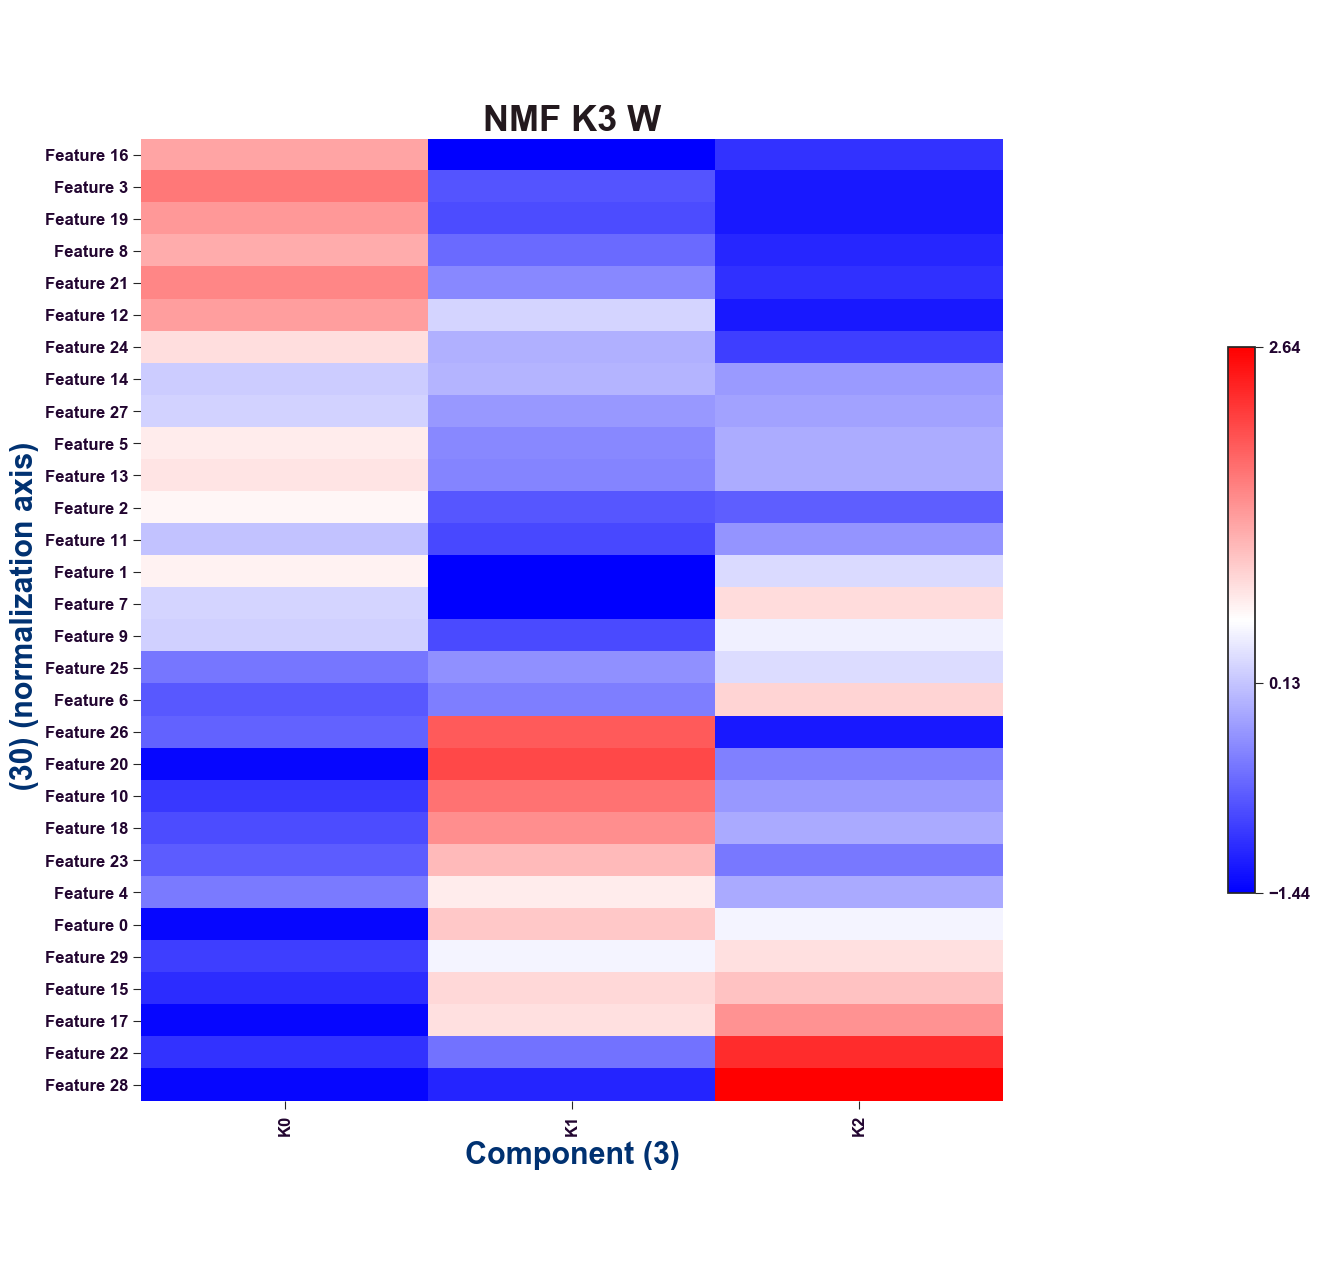 NMF K3 W
Feature 16
Feature 3
Feature 19
Feature 8
Feature 21
Feature 12
Feature 24
Feature 14
Feature 27
Feature 5
Feature 13
Feature 2
Feature 11
Feature 1
Feature 7
Feature 9
Feature 25
Feature 6
Feature 26
Feature 20
Feature 10
Feature 18
Feature 23
Feature 4
Feature 0
Feature 29
Feature 15
Feature 17
Feature 22
Feature 28
(30) (normalization axis)
K0
K1
K2
Component (3)
2.64
0.13
−1.44